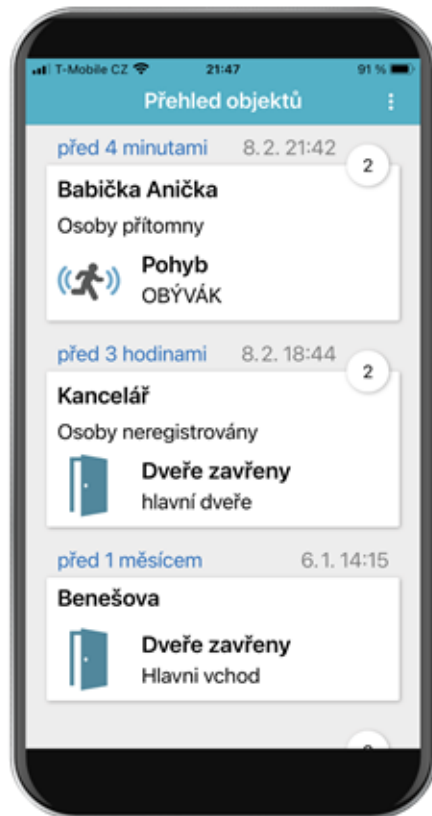 T-Mobile CZ 21:47 91 %
Přehled objektů
před 4 minutami 8. 2. 21:42
2
Babička Anička
Osoby přítomny
Pohyb
OBÝVÁK
před 3 hodinami 8. 2. 18:44
2
Kancelář
Osoby neregistrovány
Dveře zavřeny
hlavní dveře
před 1 měsícem 6. 1. 14:15
Benešova
Dveře zavřeny
Hlavni vchod